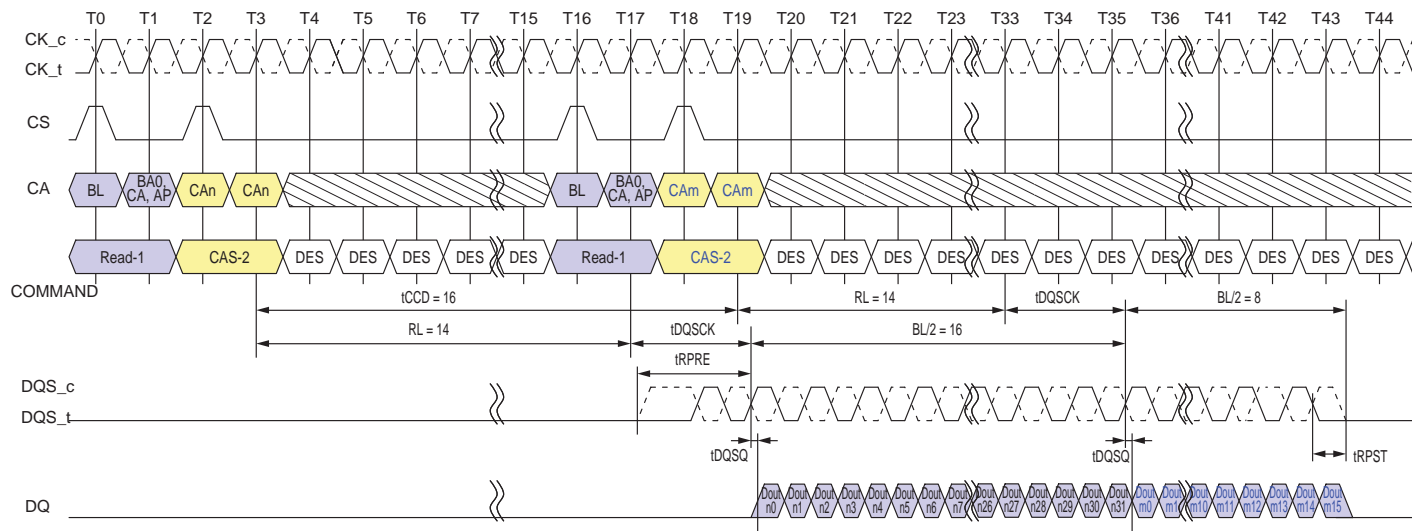 T0 T1 T2 T3 T4 T5 T6 T7 T15 T16 T17 T18 T19 T20 T21 T22 T23 T33 T34 T35 T36 T41 T42 T43 T44
CK_c
CK_t
CS
CA
BL BA0, CA, AP CAn CAn BL BA0, CA, AP CAm CAm
Read-1 CAS-2 DES DES DES DES DES Read-1 CAS-2 DES DES DES DES DES DES DES DES DES DES DES DES
COMMAND
tCCD = 16 RL = 14 tDQSCK BL/2 = 8
RL = 14 tDQSCK BL/2 = 16
tRPRE
DQS_c
DQS_t
tDQSQ tDQSQ tRPST
DQ
Dout n0 Dout n1 Dout n2 Dout n3 Dout n4 Dout n5 Dout n6 Dout n7 Dout n26 Dout n27 Dout n28 Dout n29 Dout n30 Dout n31 Dout m0 Dout m1 Dout m10 Dout m11 Dout m12 Dout m13 Dout m14 Dout m15